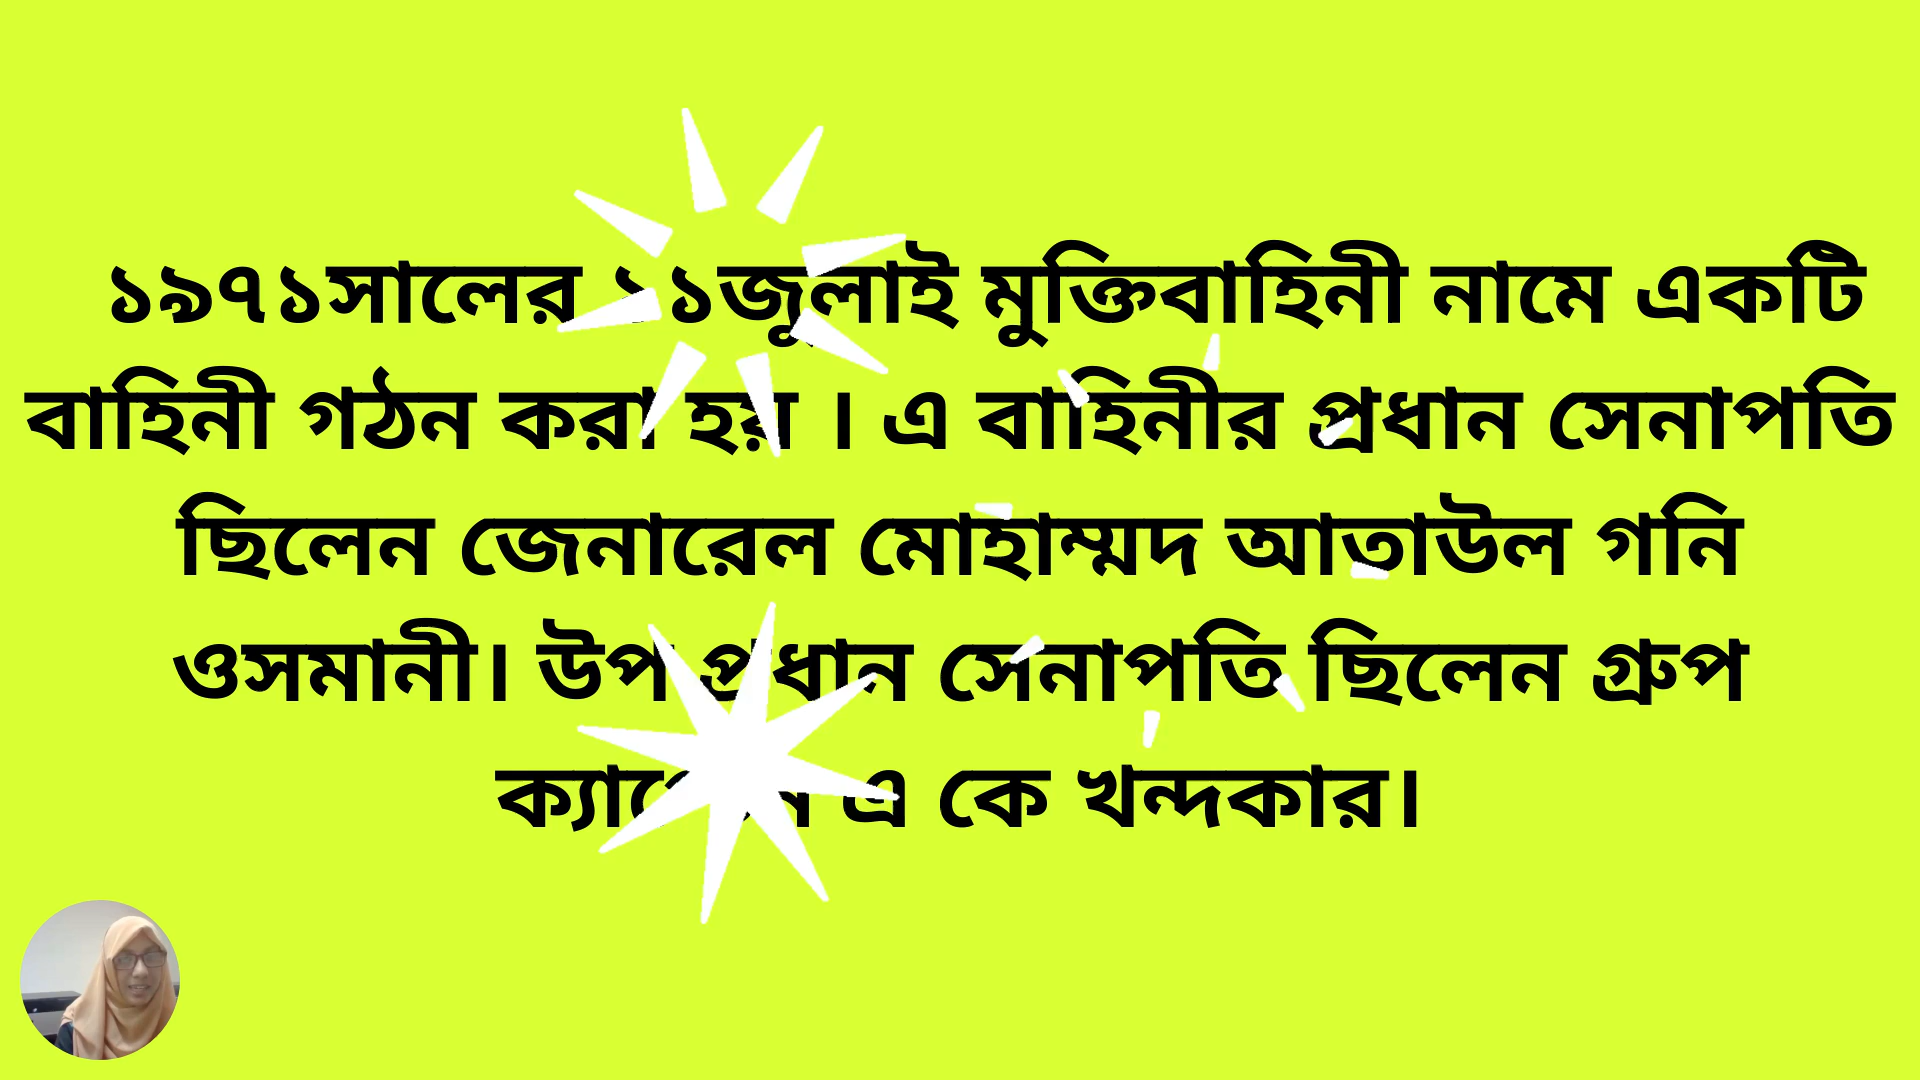 ১৯৭১সালের ১১জুলাই মুক্তিবাহিনী নামে একটি
বাহিনী গঠন করা হয় । এ বাহিনীর প্রধান সেনাপতি
ছিলেন জেনারেল মোহাম্মদ আতাউল গনি
ওসমানী। উপ প্রধান সেনাপতি ছিলেন গ্রুপ
এ কে খন্দকার।